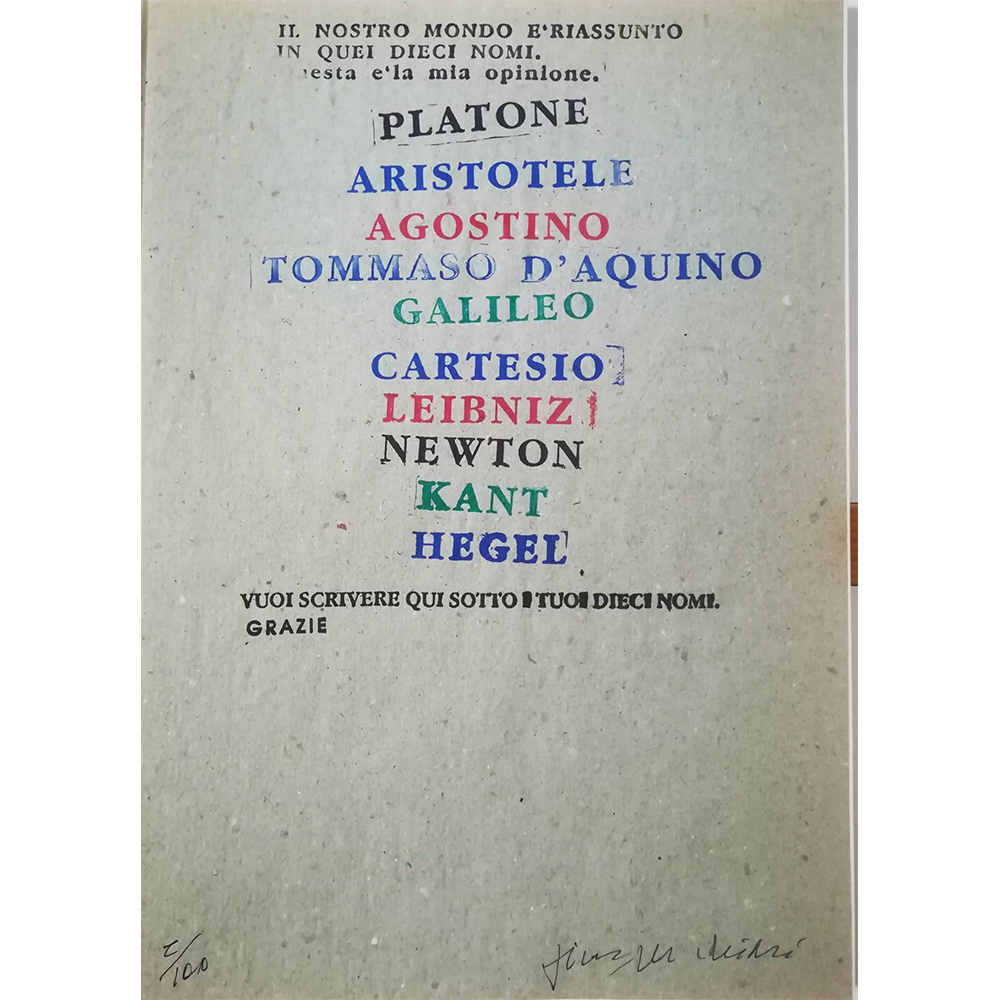 IL NOSTRO MONDO E'RIASSUNTO
IN QUEI DIECI NOMI.
Questa e'la mia opinione.
PLATONE
ARISTOTELE
AGOSTINO
TOMMASO D'AQUINO
GALILEO
CARTESIO
LEIBNIZ
NEWTON
KANT
HEGEL
VUOI SCRIVERE QUI SOTTO I TUOI DIECI NOMI.
GRAZIE